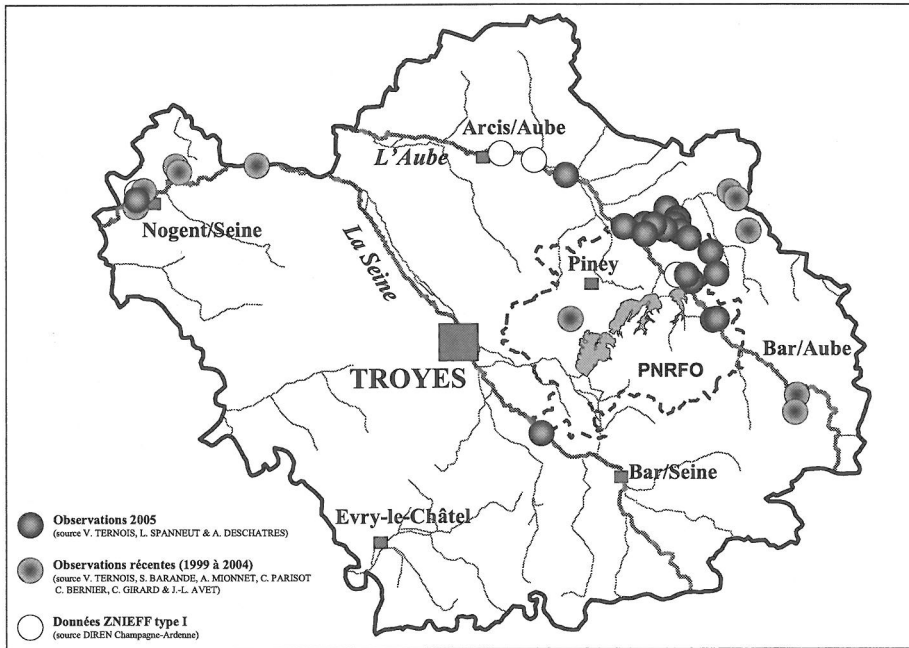 Arcis/Aube
L'Aube
Nogent/Seine
La Seine
Piney
TROYES
PNRFO
Bar/Aube
Bar/Seine
Evry-le-Châtel
Observations 2005
(source V. TERNOIS, L. SPANNEUT & A. DESCHATRES)
Observations récentes (1999 à 2004)
(source V. TERNOIS, S. BARANDE, A. MIONNET, C. PARISOT
C. BERNIER, C. GIRARD & J.-L. AVET)
Données ZNIEFF type I
(source DIREN Champagne-Ardenne)